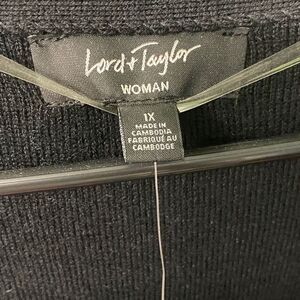 Lord + Taylor
WOMAN
1X
MADE IN
CAMBODIA
FABRIQUÉ AU
CAMBODGE